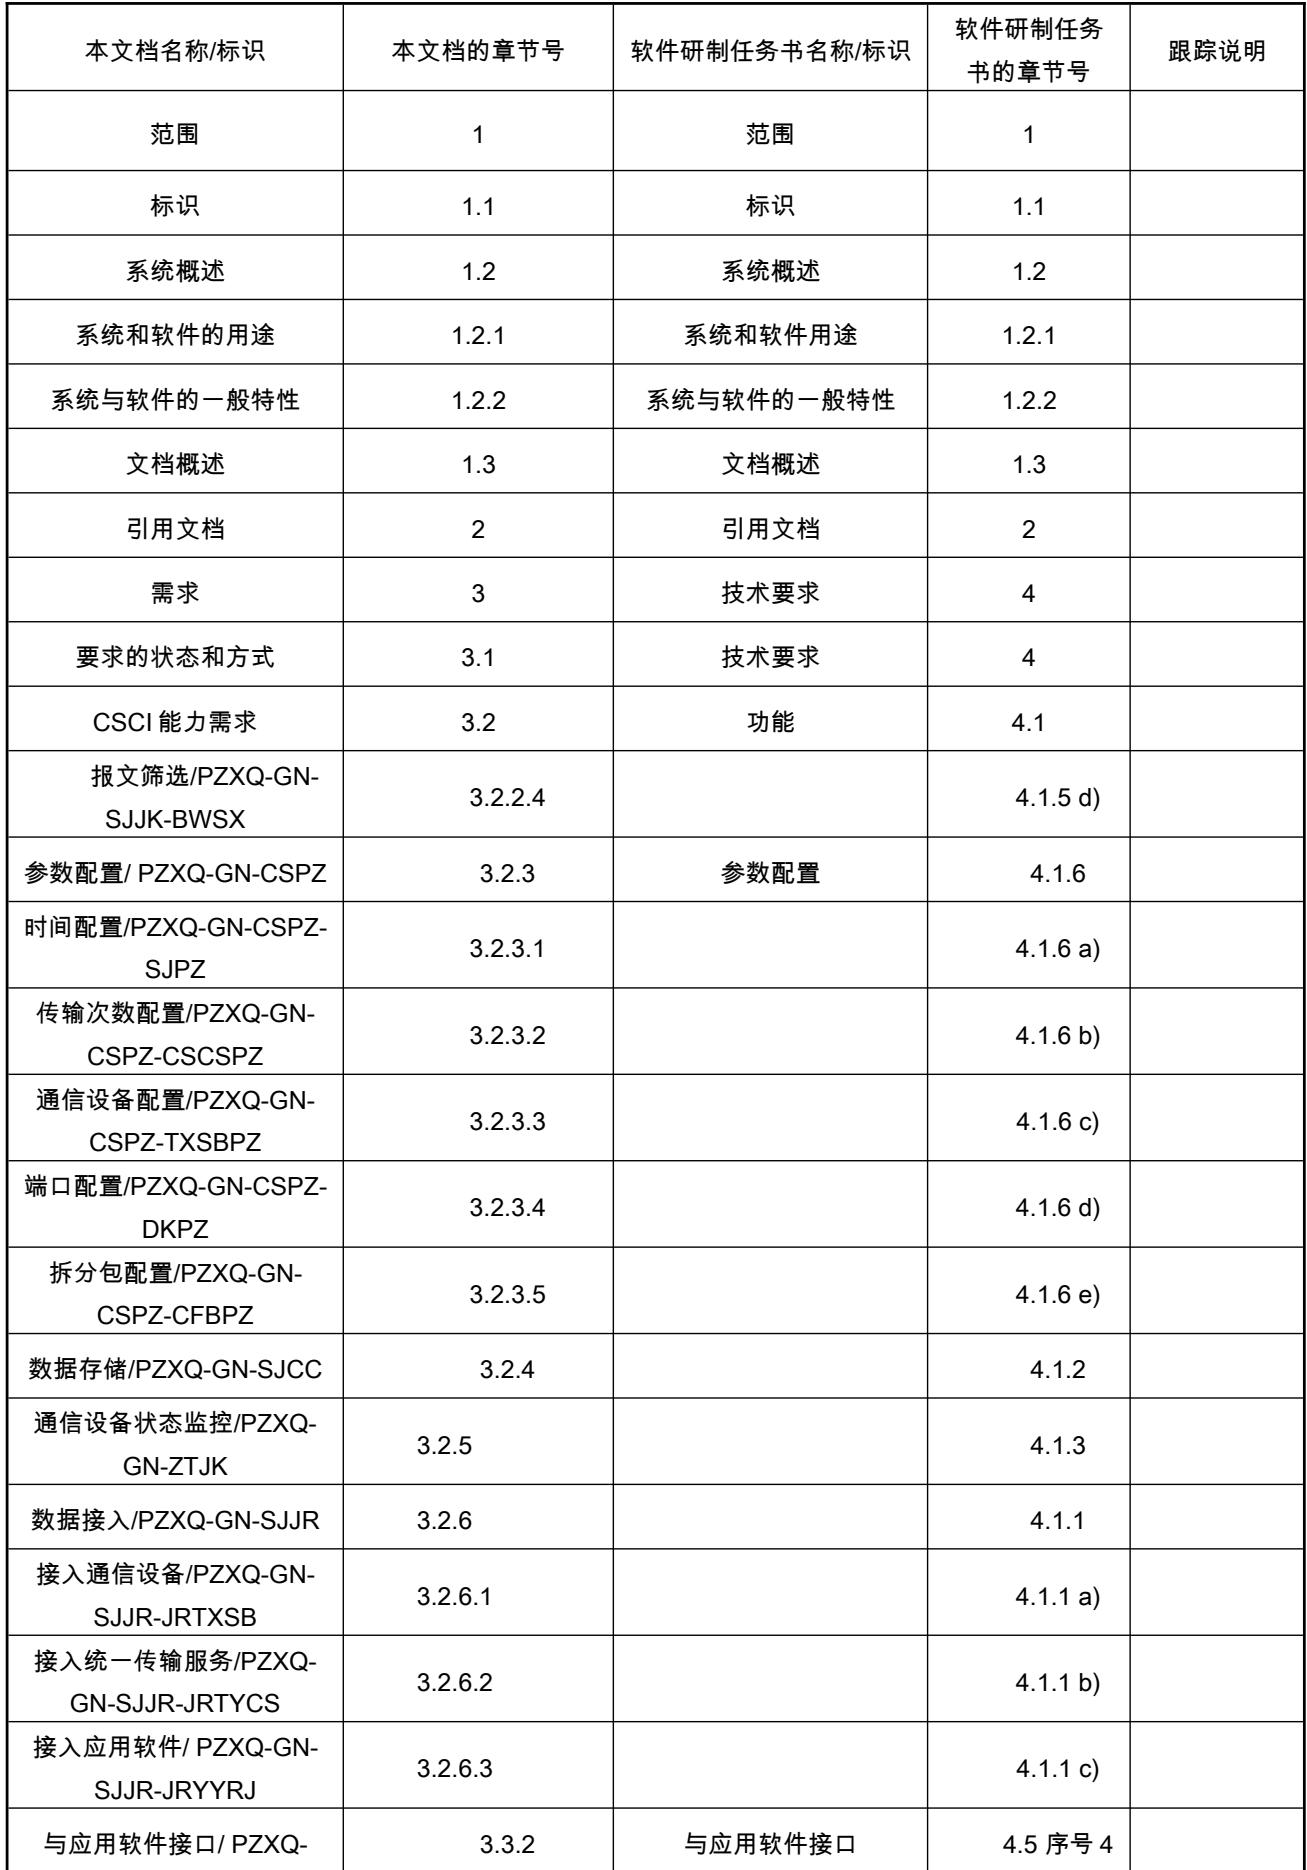 本文档名称/标识 本文档的章节号 软件研制任务书名称/标识 软件研制任务
书的章节号 跟踪说明
范围 1 范围 1
标识 1.1 标识 1.1
系统概述 1.2 系统概述 1.2
系统和软件的用途 1.2.1 系统和软件用途 1.2.1
系统与软件的一般特性 1.2.2 系统与软件的一般特性 1.2.2
文档概述 1.3 文档概述 1.3
引用文档 2 引用文档 2
需求 3 技术要求 4
要求的状态和方式 3.1 技术要求 4
CSCI 能力需求 3.2 功能 4.1
报文筛选/PZXQ-GN-
SJJK-BWSX 3.2.2.4 4.1.5 d)
参数配置/ PZXQ-GN-CSPZ 3.2.3 参数配置 4.1.6
时间配置/PZXQ-GN-CSPZ-
SJPZ 3.2.3.1 4.1.6 a)
传输次数配置/PZXQ-GN-
CSPZ-CSCSPZ 3.2.3.2 4.1.6 b)
通信设备配置/PZXQ-GN-
CSPZ-TXSBPZ 3.2.3.3 4.1.6 c)
端口配置/PZXQ-GN-CSPZ-
DKPZ 3.2.3.4 4.1.6 d)
拆分包配置/PZXQ-GN-
CSPZ-CFBPZ 3.2.3.5 4.1.6 e)
数据存储/PZXQ-GN-SJCC 3.2.4 4.1.2
通信设备状态监控/PZXQ-
GN-ZTJK 3.2.5 4.1.3
数据接入/PZXQ-GN-SJJR 3.2.6 4.1.1
接入通信设备/PZXQ-GN-
SJJR-JRTXSB 3.2.6.1 4.1.1 a)
接入统一传输服务/PZXQ-
GN-SJJR-JRTYCS 3.2.6.2 4.1.1 b)
接入应用软件/ PZXQ-GN-
SJJR-JRYYRJ 3.2.6.3 4.1.1 c)
与应用软件接口/ PZXQ- 3.3.2 与应用软件接口 4.5 序号 4